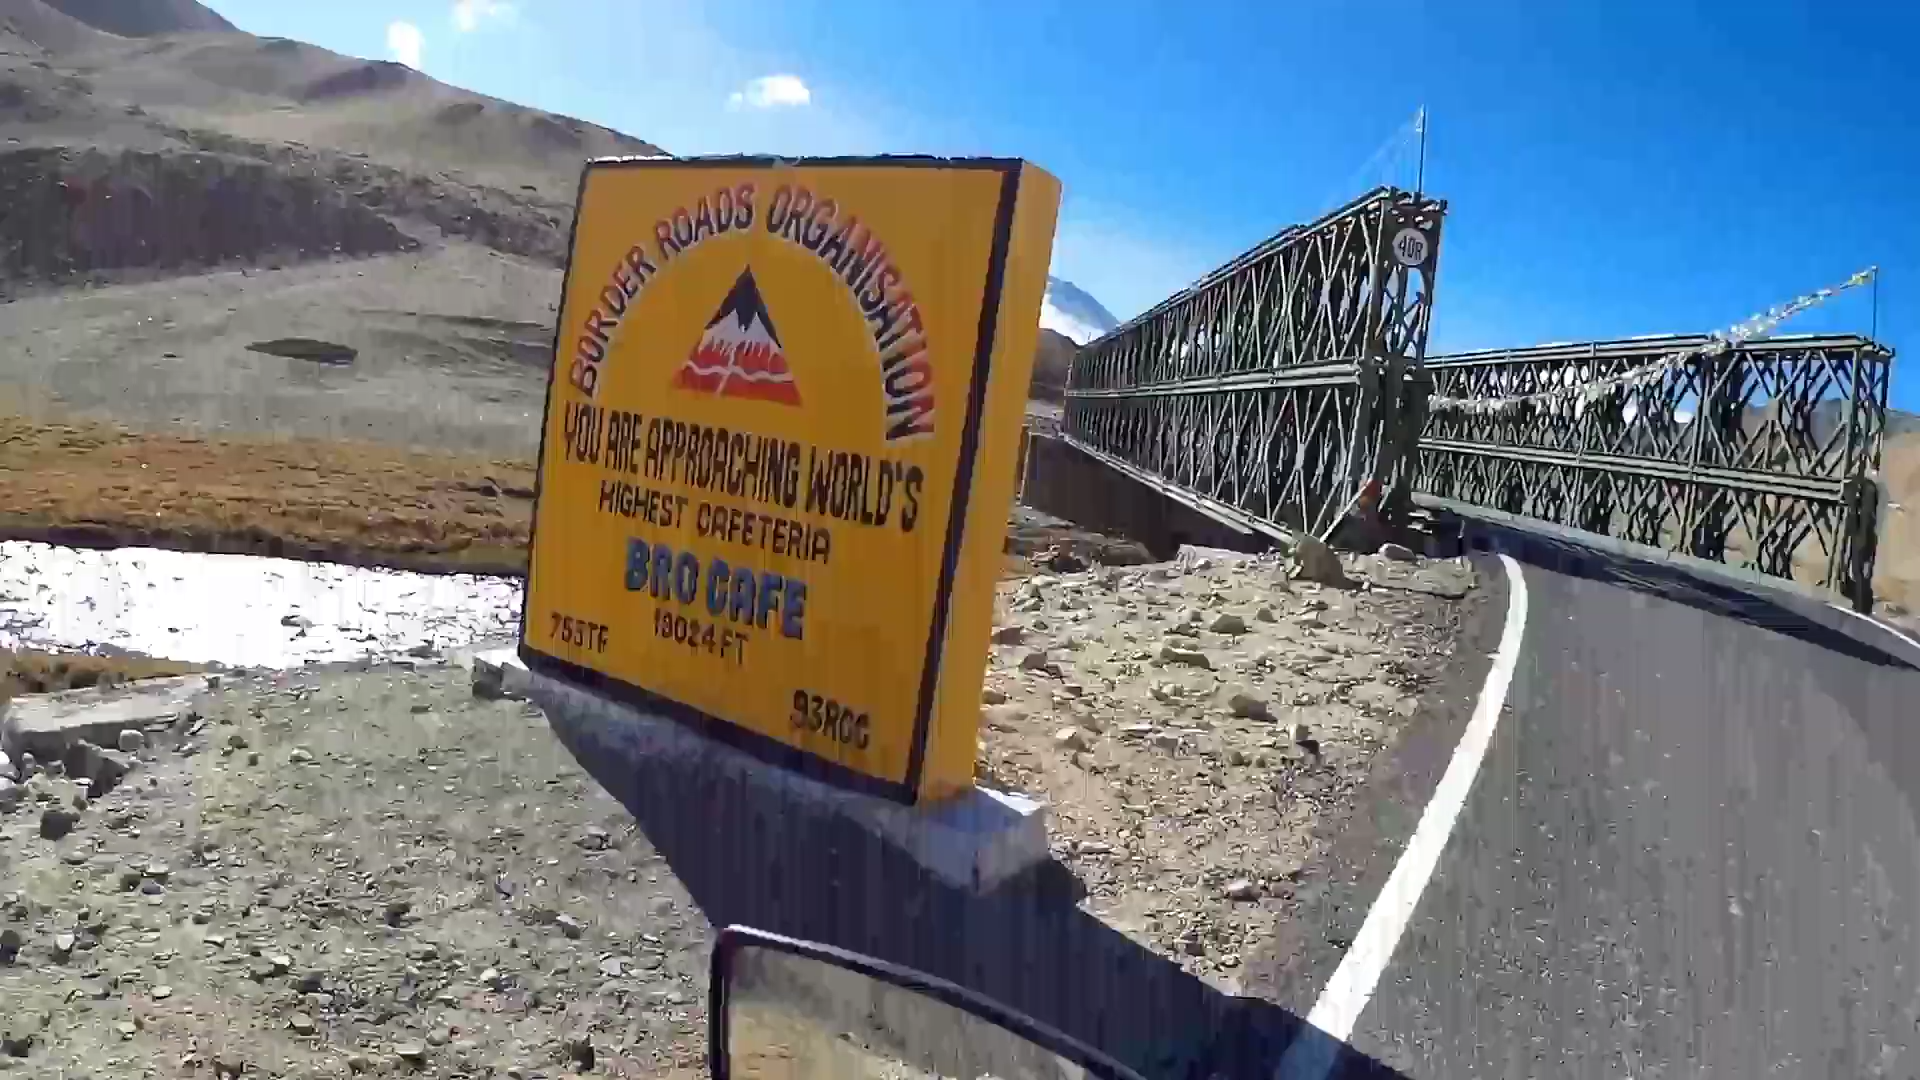 BORDER ROADS ORGANISATION
YOU ARE APPROACHING WORLD'S
HIGHEST CAFETERIA
BRO CAFE
19024 FT
755TF
93RCC
40R